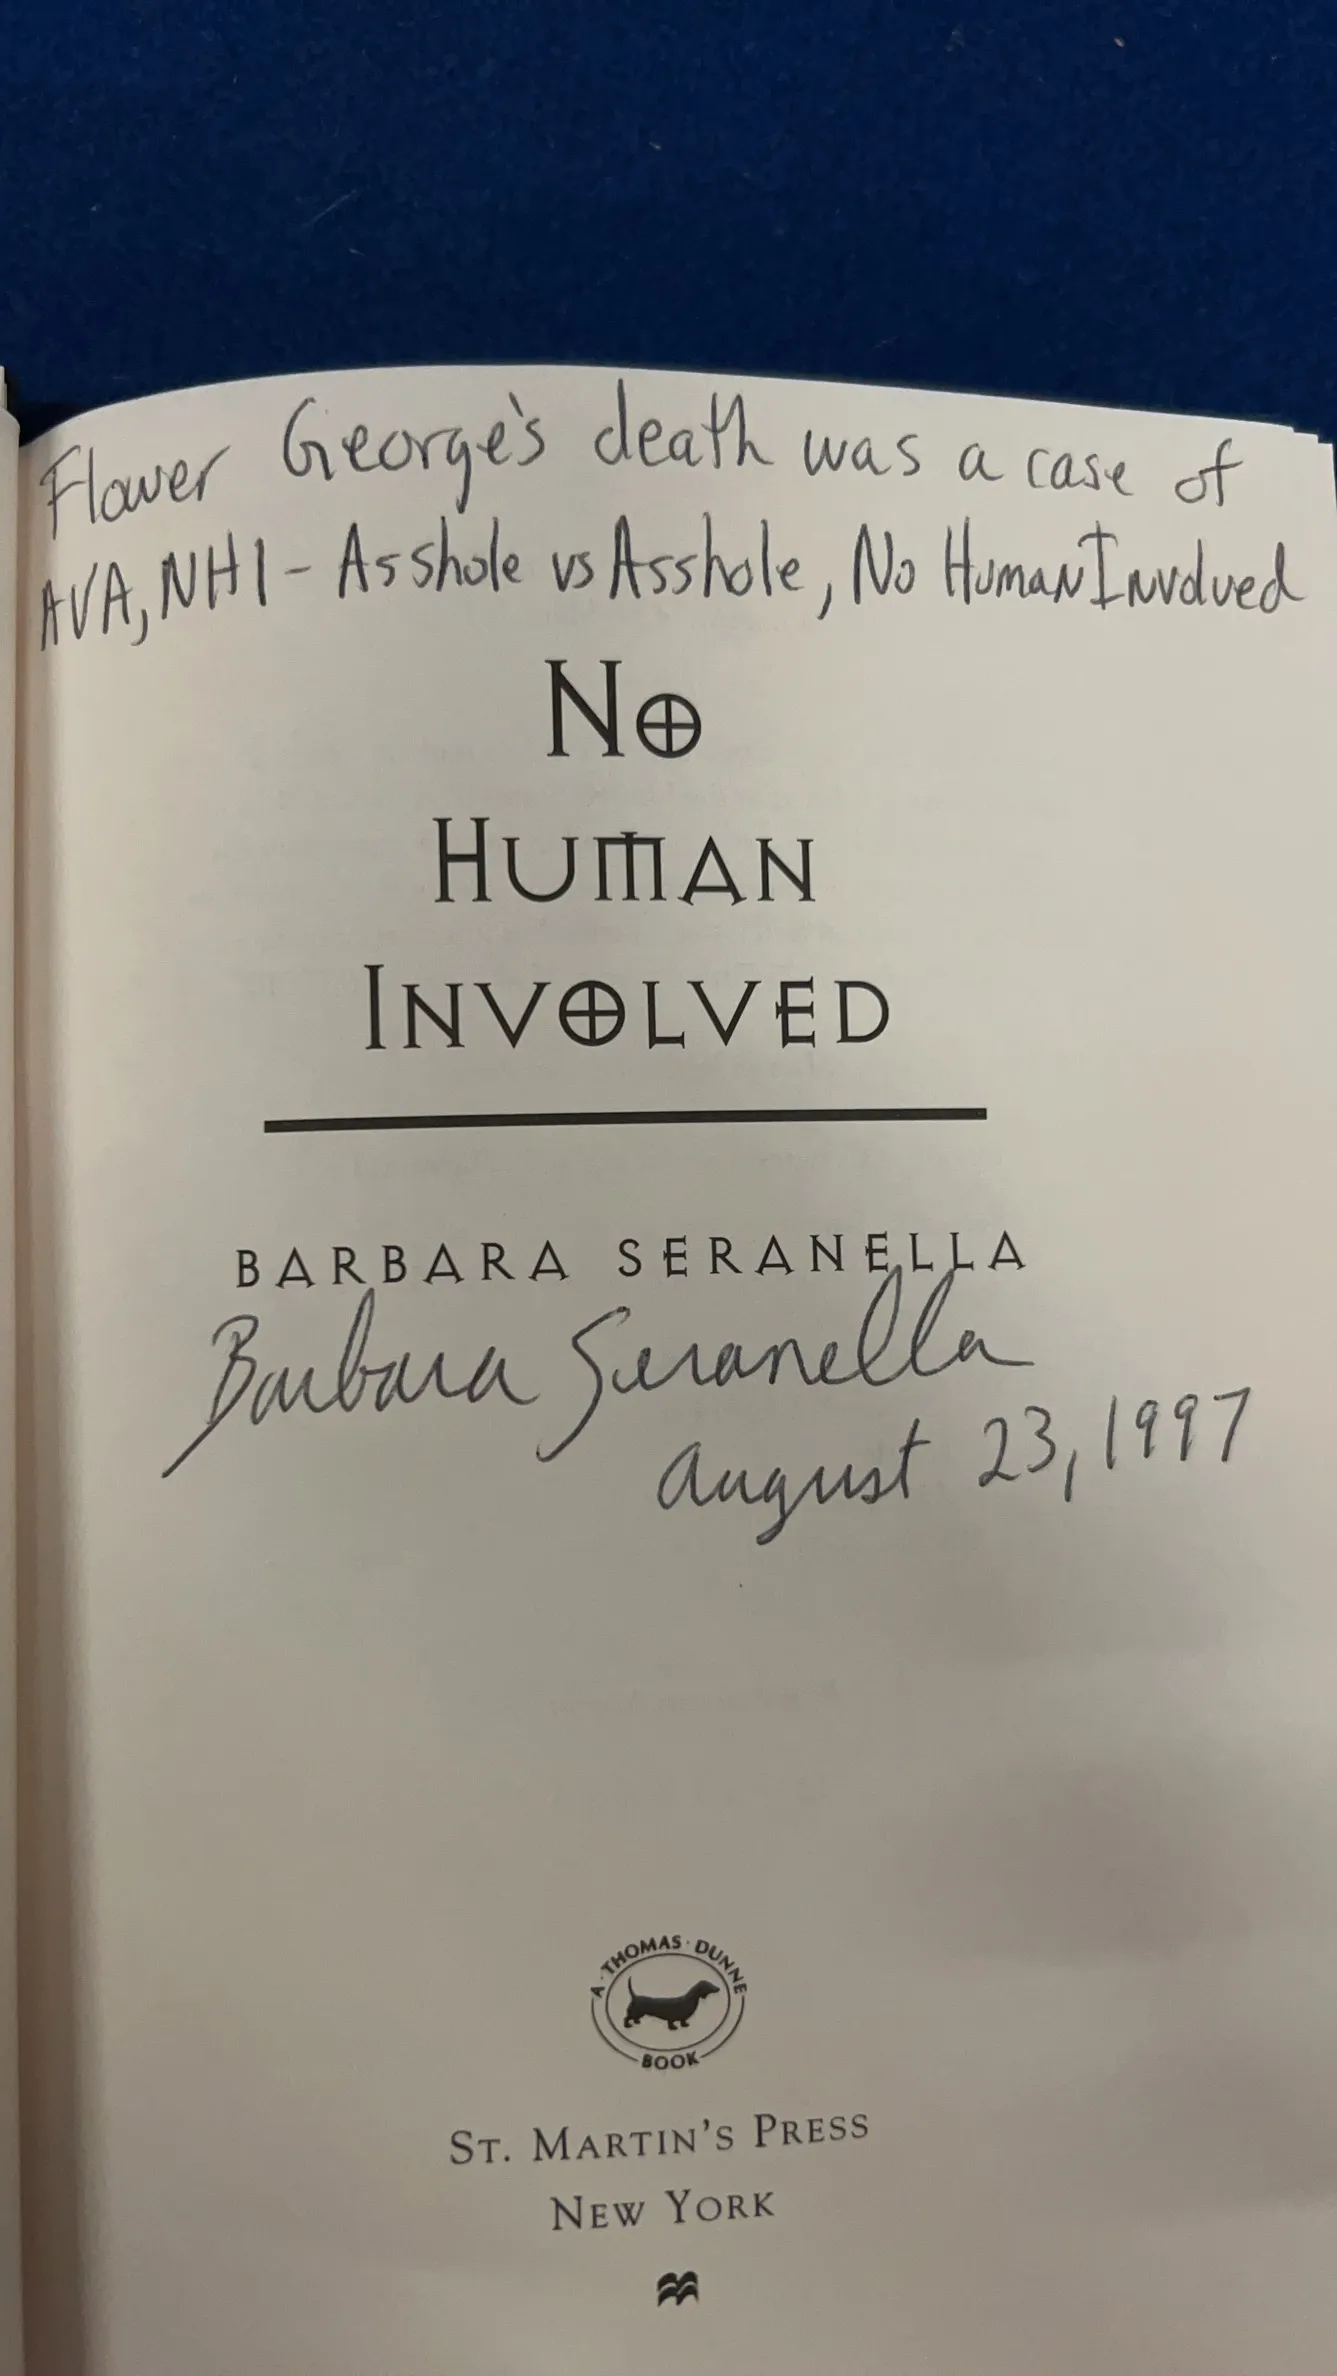 Flower George's death was a case of
AVA, NHI - Asshole vs Asshole, No Human Involved
NO
HUMAN
INVOLVED
BARBARA SERANELLA
Barbara Seranella
August 23, 1997
A · THOMAS · DUNNE
BOOK
ST. MARTIN'S PRESS
NEW YORK